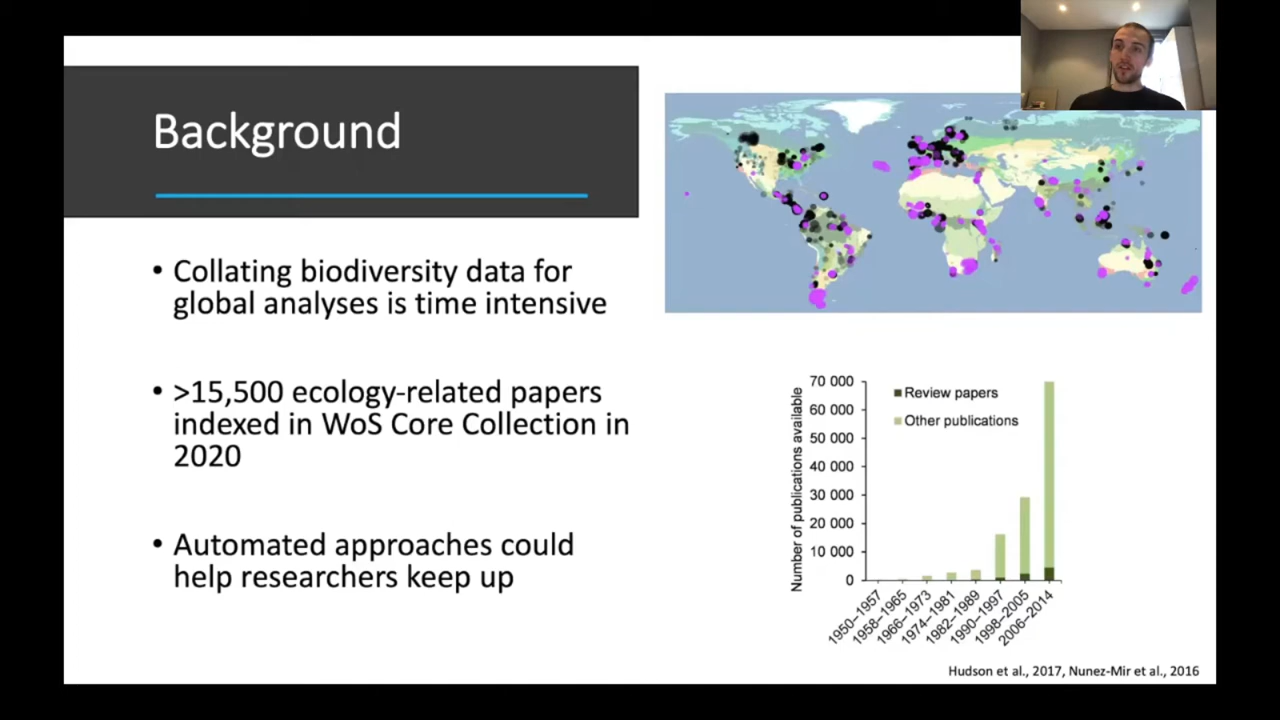 Background
• Collating biodiversity data for
global analyses is time intensive
• >15,500 ecology-related papers
indexed in WoS Core Collection in
2020
• Automated approaches could
help researchers keep up
Number of publications available
70 000
60 000
50 000
40 000
30 000
20 000
10 000
0
Review papers
Other publications
1950–1957
1958–1965
1966–1973
1974–1981
1982–1989
1990–1997
1998–2005
2006–2014
Hudson et al., 2017, Nunez-Mir et al., 2016